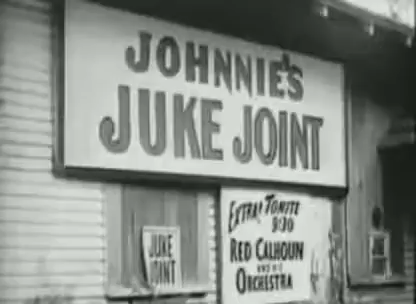 JOHNNIE'S
JUKE JOINT
EXTRA! TONITE
9:30
RED CALHOUN
AND HIS
ORCHESTRA
JUKE
JOINT